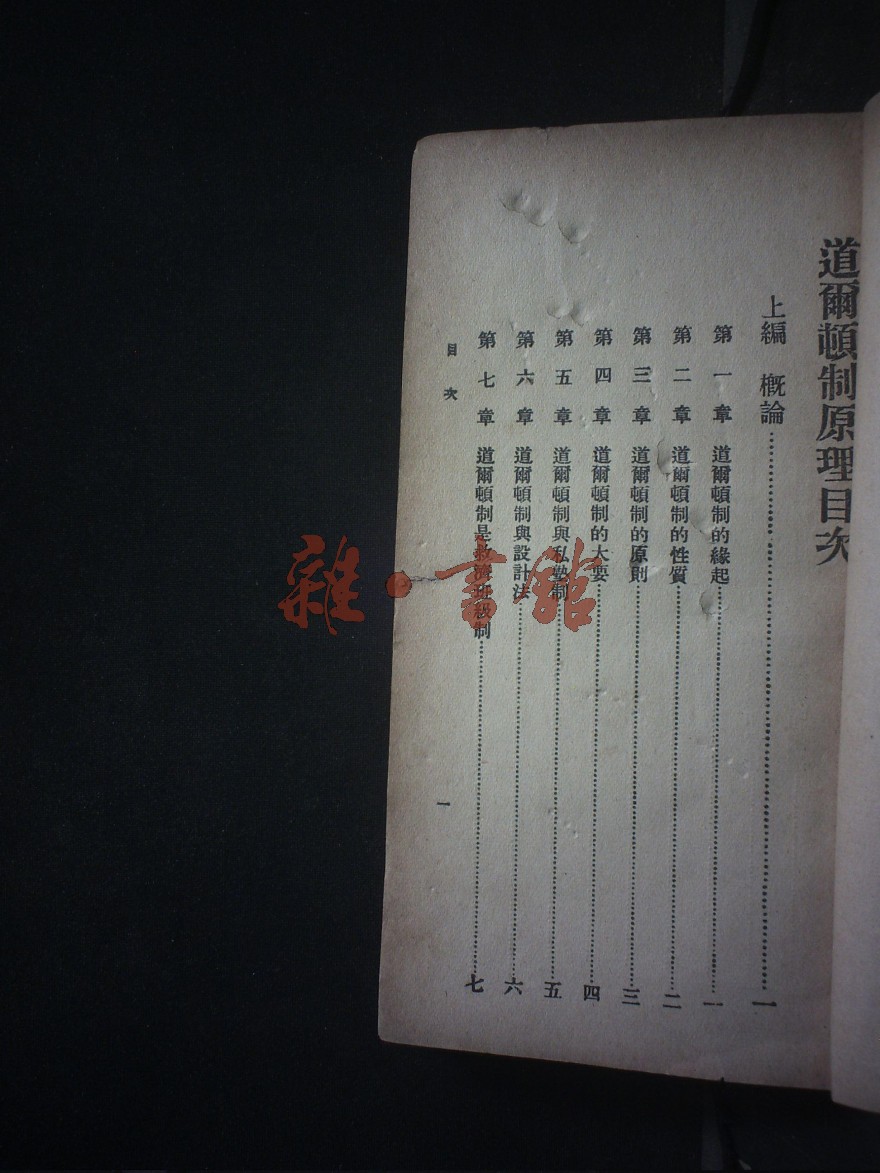 道爾頓制原理目次
上編　概論……………………一
第一章　道爾頓制的緣起……………………一
第二章　道爾頓制的性質……………………二
第三章　道爾頓制的原則……………………三
第四章　道爾頓制的大要……………………四
第五章　道爾頓制與私塾制……………………五
第六章　道爾頓制與設計法……………………六
第七章　道爾頓制是救濟班級制……………………七
目次
一
雜·書館